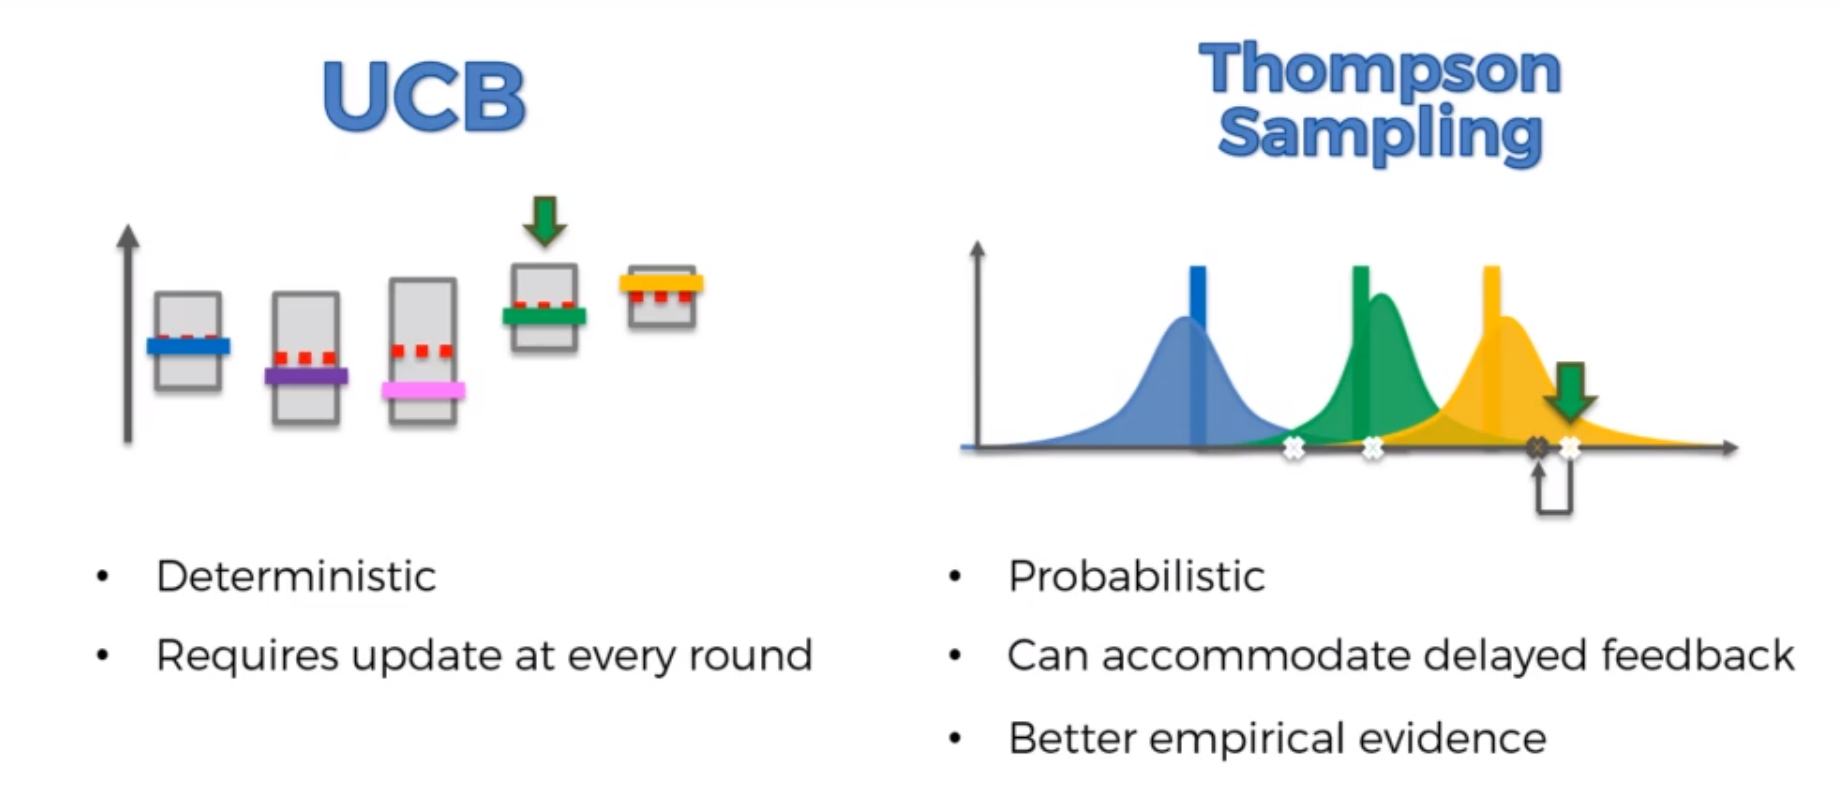 UCB
Thompson
Sampling
• Deterministic
• Requires update at every round
• Probabilistic
• Can accommodate delayed feedback
• Better empirical evidence